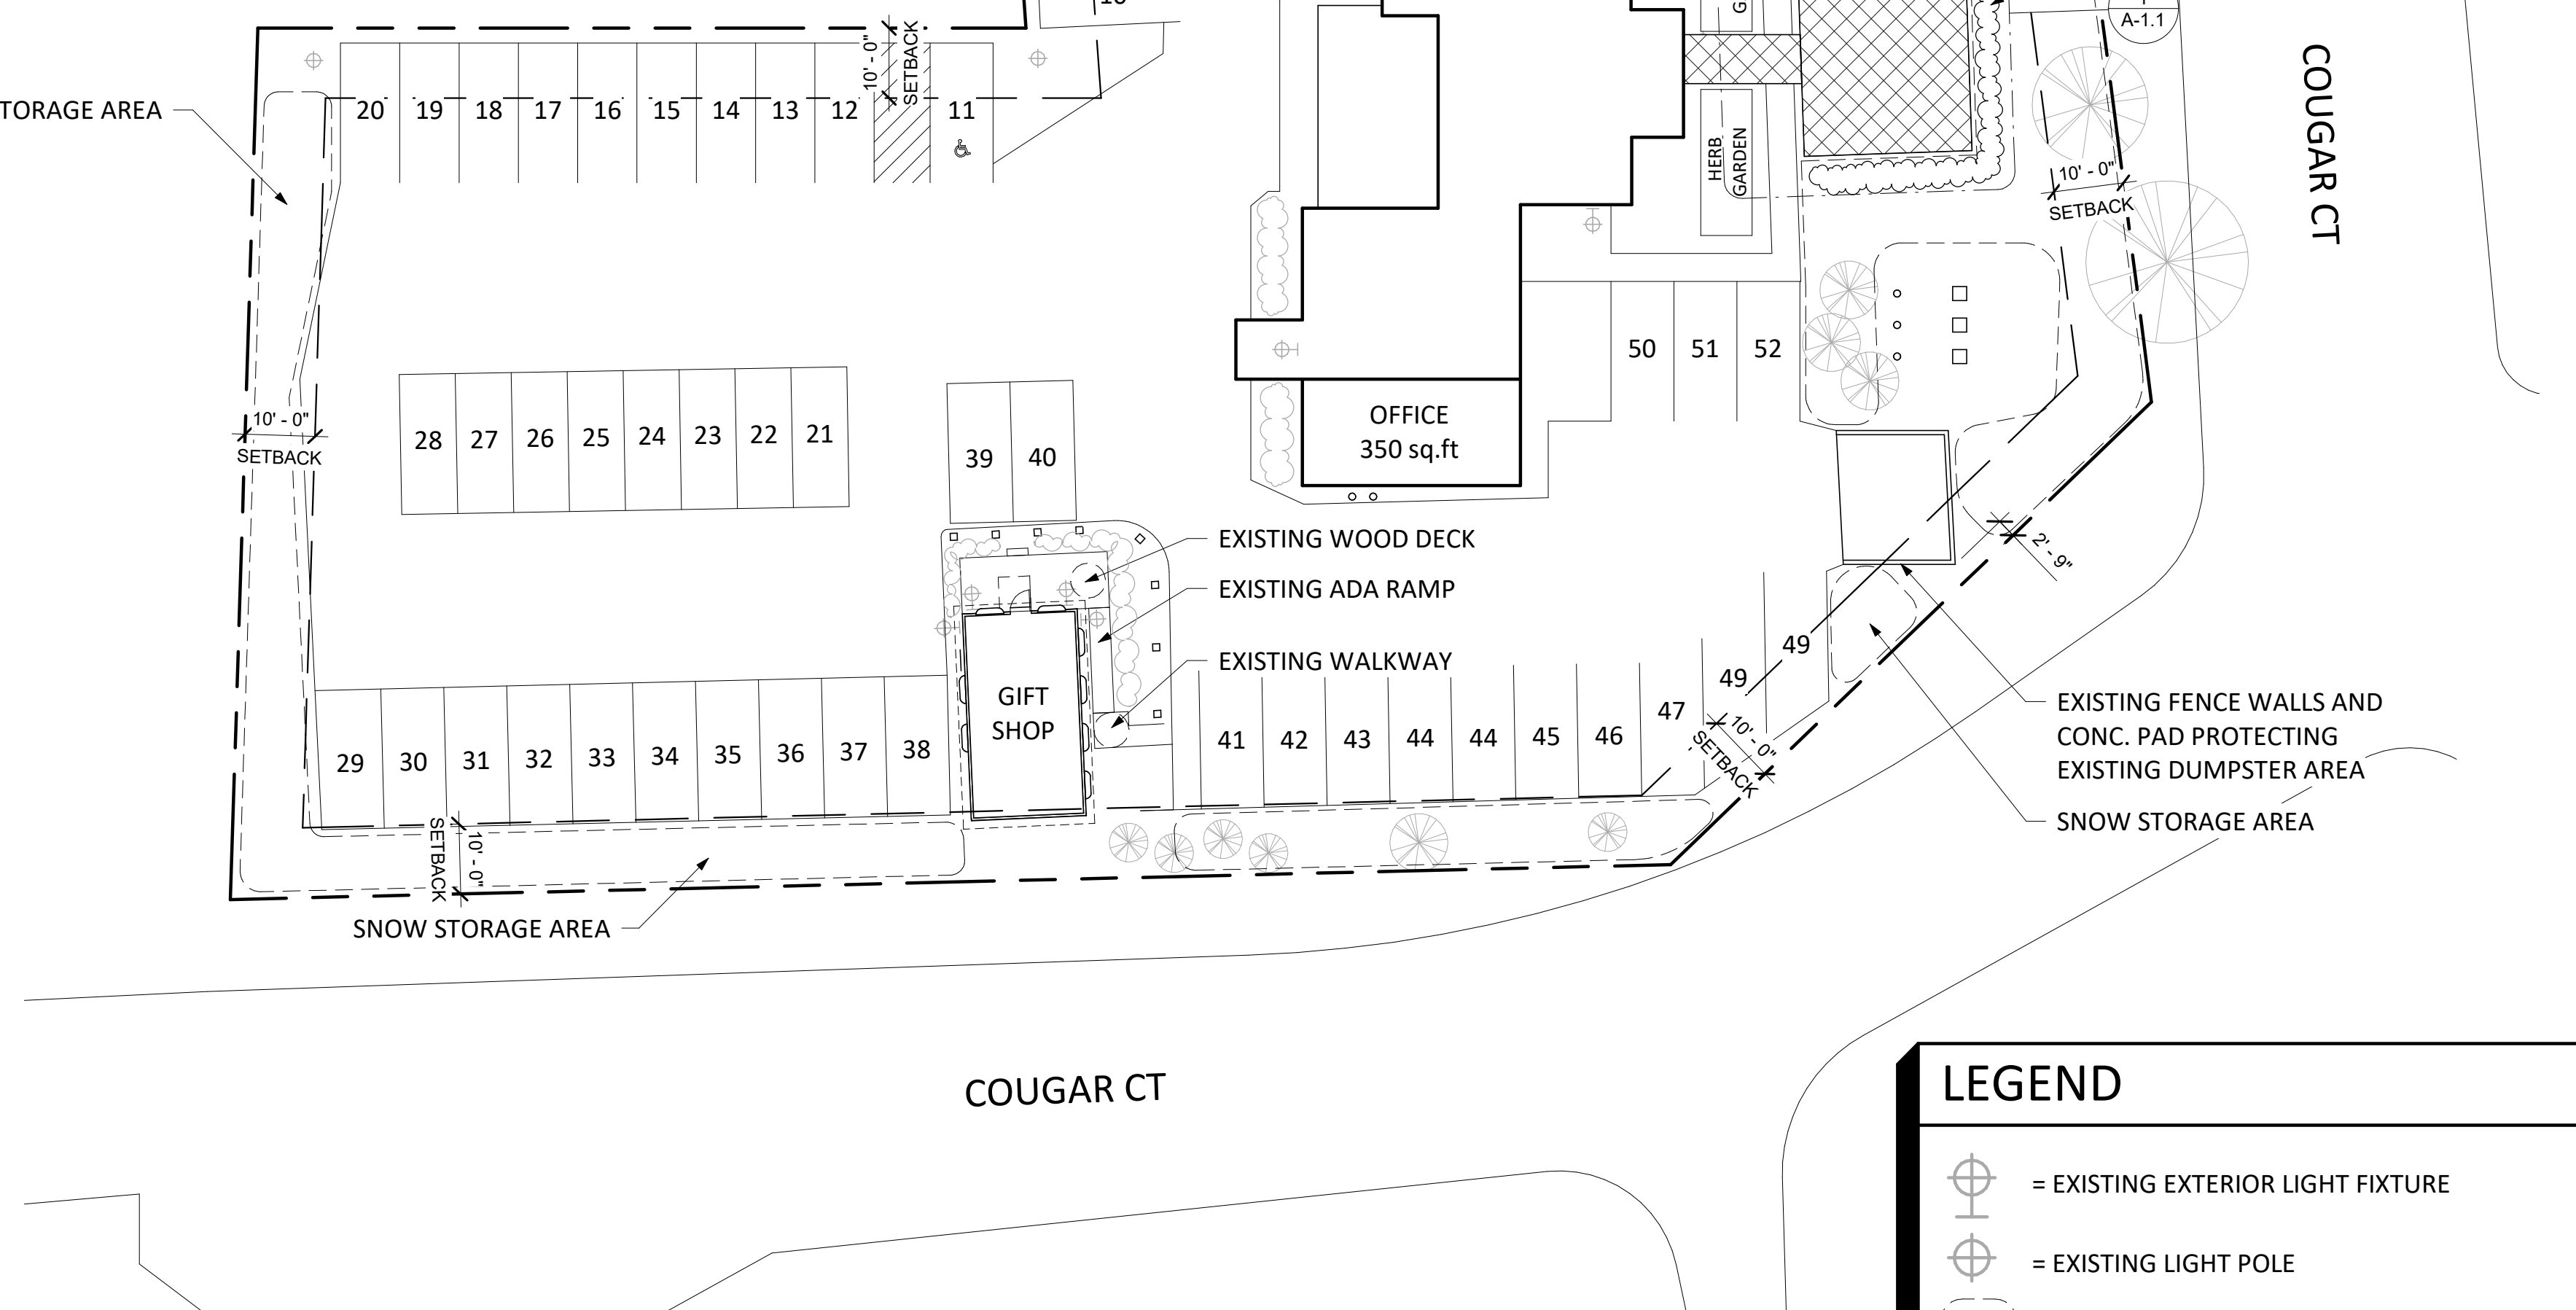 A-1.1
COUGAR CT
10' - 0"
SETBACK
TORAGE AREA
20
19
18
17
16
15
14
13
12
11
HERB
GARDEN
10' - 0"
SETBACK
50
51
52
28
27
26
25
24
23
22
21
39
40
10' - 0"
SETBACK
OFFICE
350 sq.ft
EXISTING WOOD DECK
EXISTING ADA RAMP
EXISTING WALKWAY
2' - 9"
GIFT
SHOP
29
30
31
32
33
34
35
36
37
38
41
42
43
44
44
45
46
47
49
49
10' - 0"
SETBACK
EXISTING FENCE WALLS AND
CONC. PAD PROTECTING
EXISTING DUMPSTER AREA
SNOW STORAGE AREA
10' - 0"
SETBACK
SNOW STORAGE AREA
COUGAR CT
LEGEND
= EXISTING EXTERIOR LIGHT FIXTURE
= EXISTING LIGHT POLE